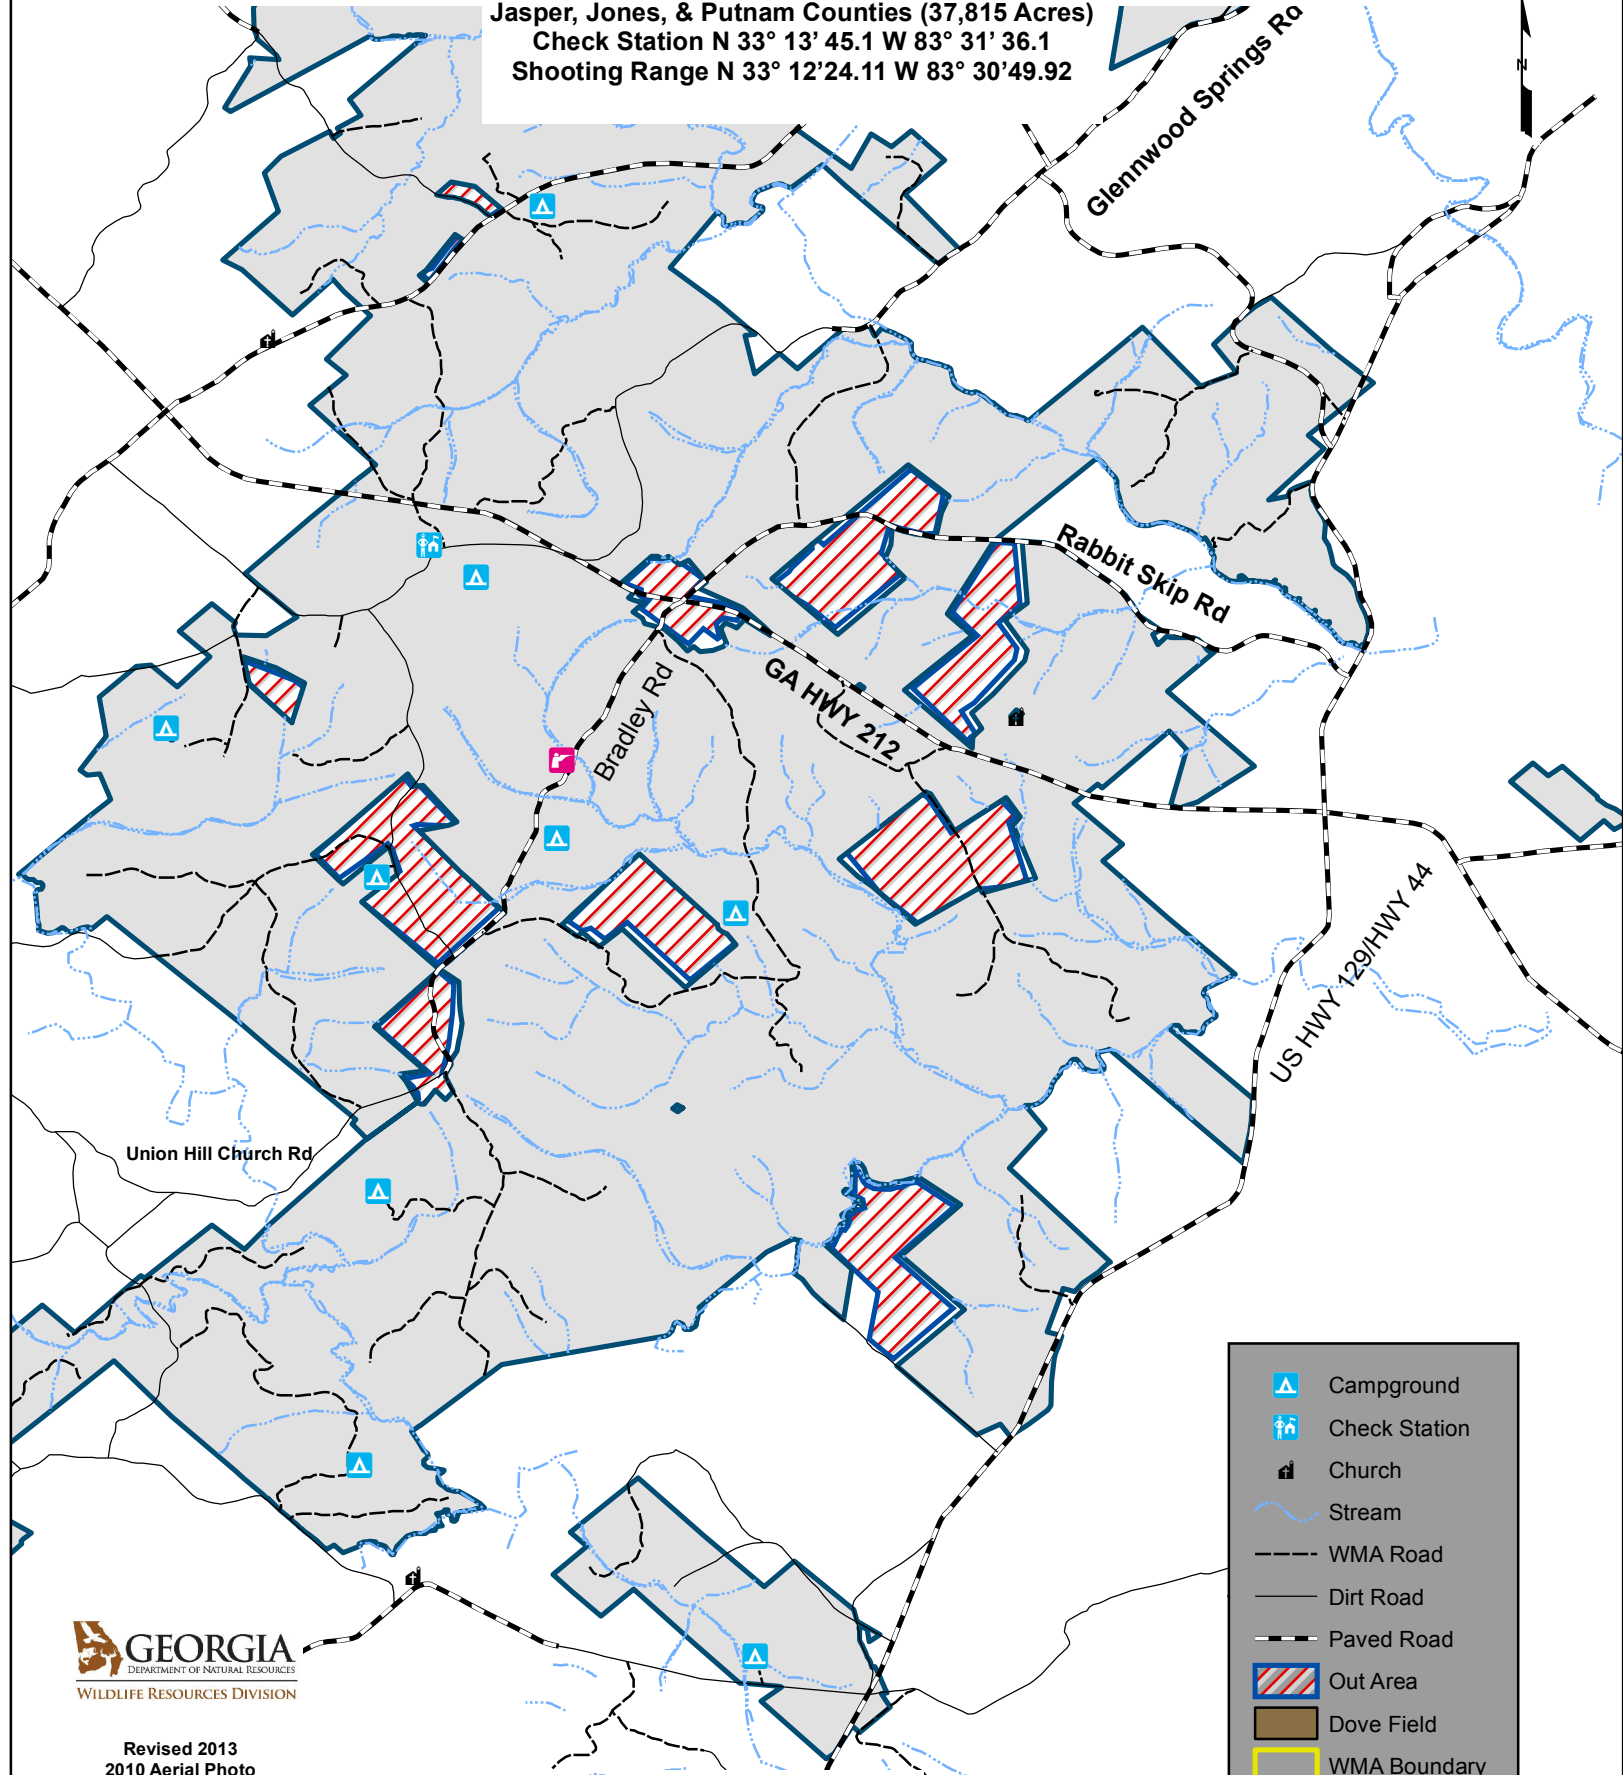 Jasper, Jones, & Putnam Counties (37,815 Acres)
Check Station N 33° 13’ 45.1 W 83° 31’ 36.1
Shooting Range N 33° 12’24.11 W 83° 30’49.92
Glennwood Springs Rd
N
Rabbit Skip Rd
GA HWY 212
Bradley Rd
US HWY 129/HWY 44
Union Hill Church Rd
Campground
Check Station
Church
Stream
WMA Road
Dirt Road
Paved Road
Out Area
Dove Field
WMA Boundary
GEORGIA
DEPARTMENT OF NATURAL RESOURCES
WILDLIFE RESOURCES DIVISION
Revised 2013
2010 Aerial Photo